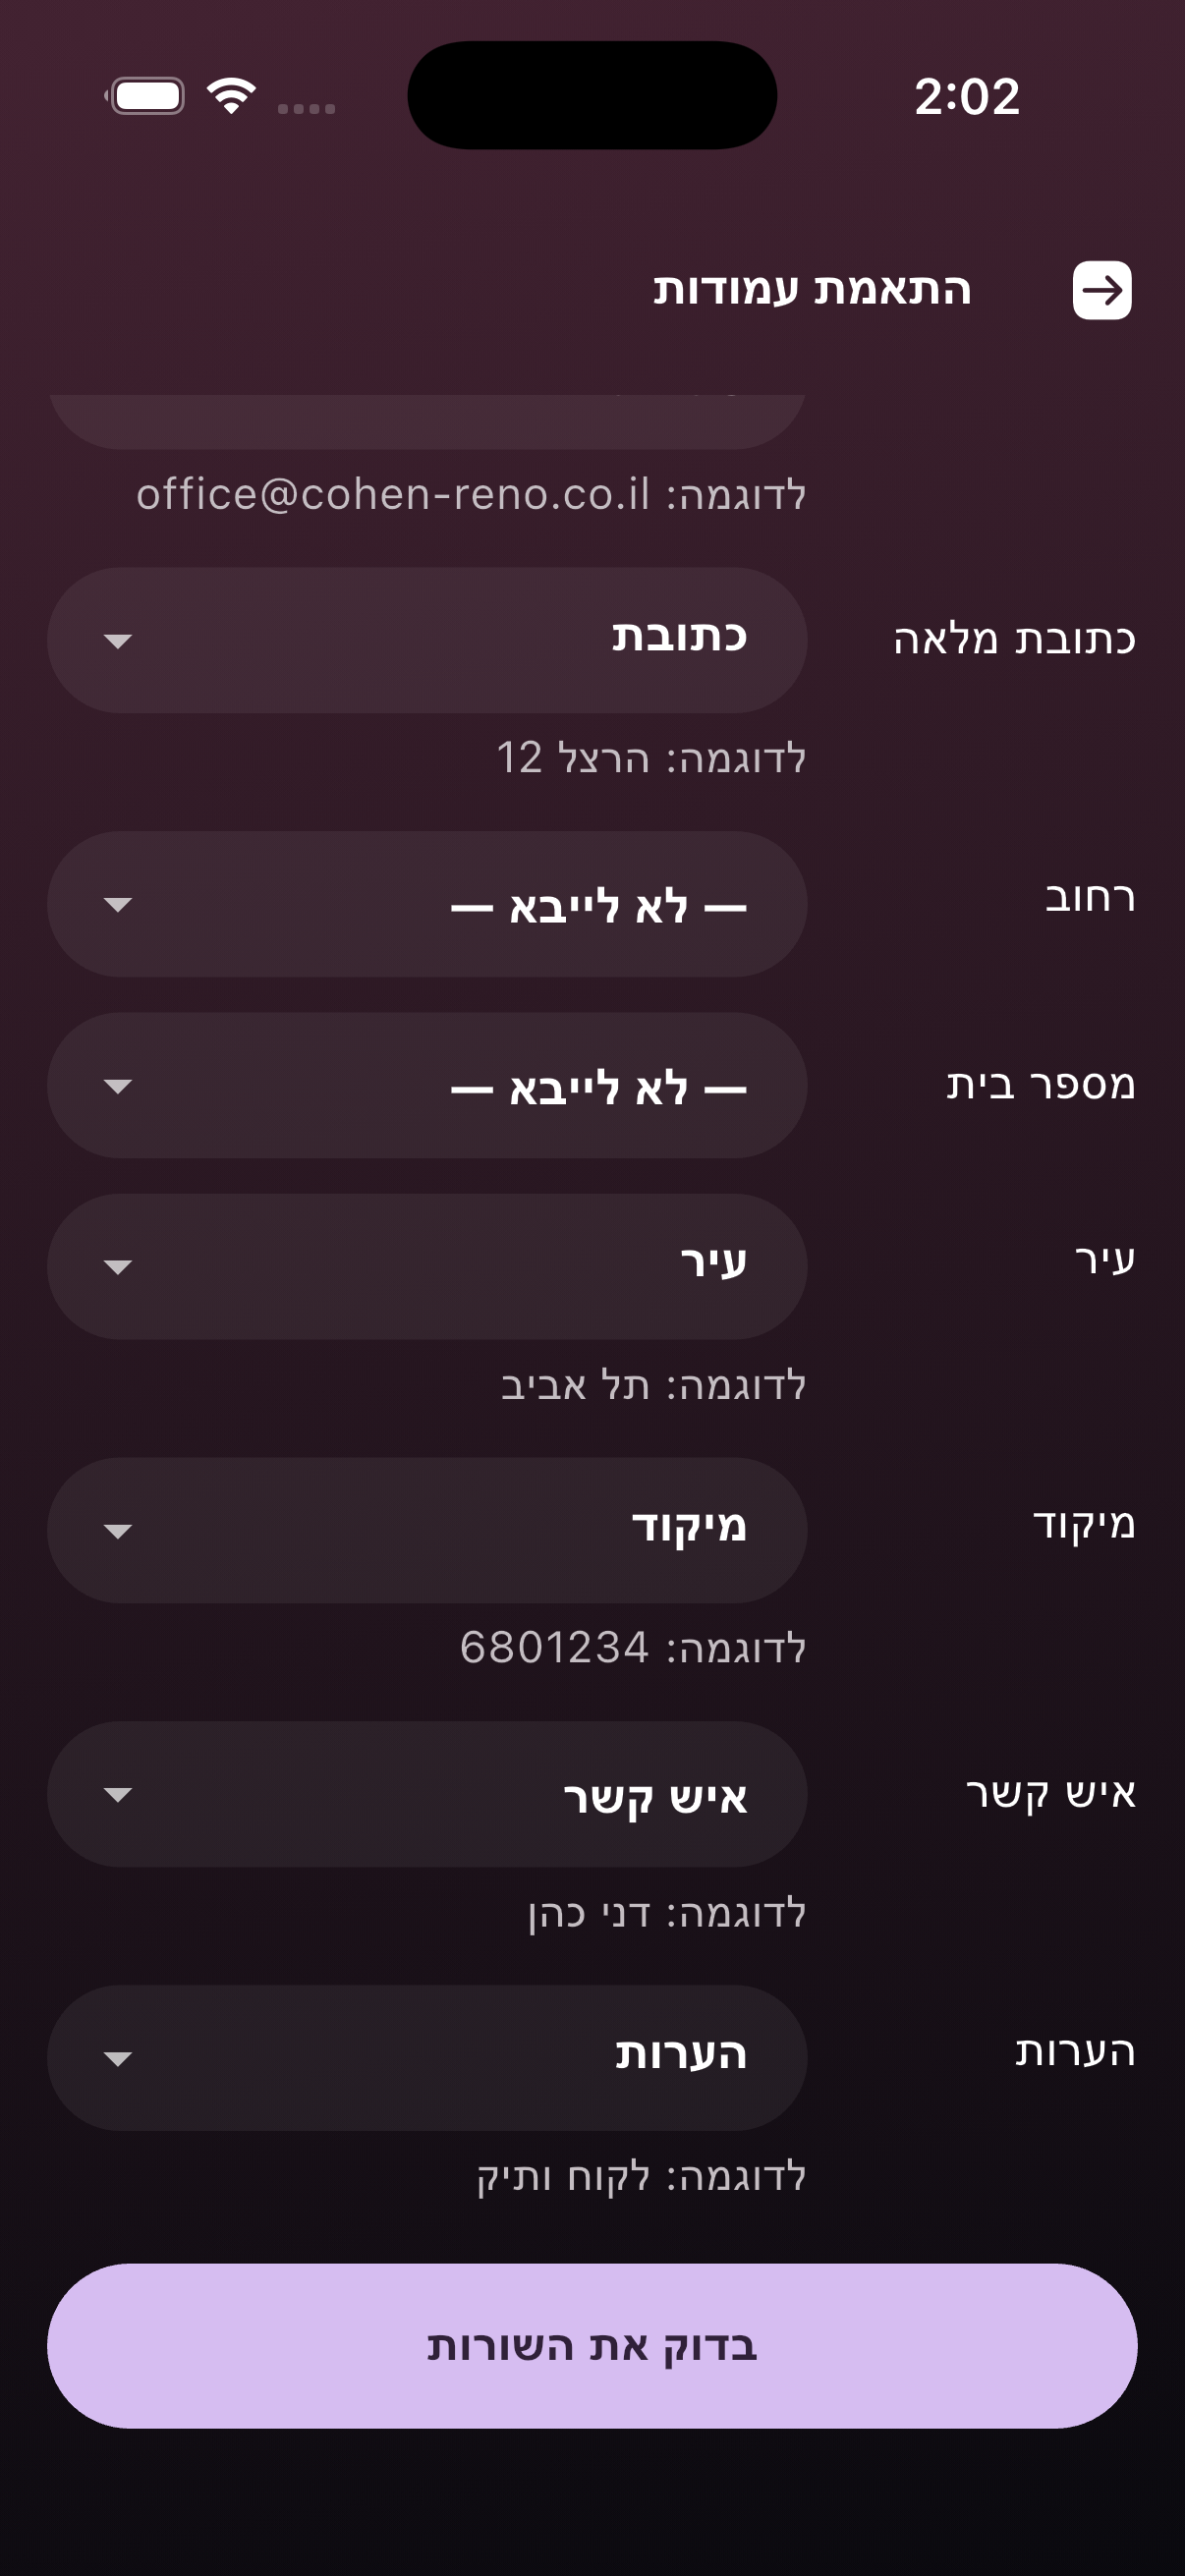 2:02
התאמת עמודות
לדוגמה: office@cohen-reno.co.il
כתובת מלאה
כתובת
לדוגמה: הרצל 12
רחוב
— לא לייבא —
מספר בית
— לא לייבא —
עיר
עיר
לדוגמה: תל אביב
מיקוד
מיקוד
לדוגמה: 6801234
איש קשר
איש קשר
לדוגמה: דני כהן
הערות
הערות
לדוגמה: לקוח ותיק
בדוק את השורות